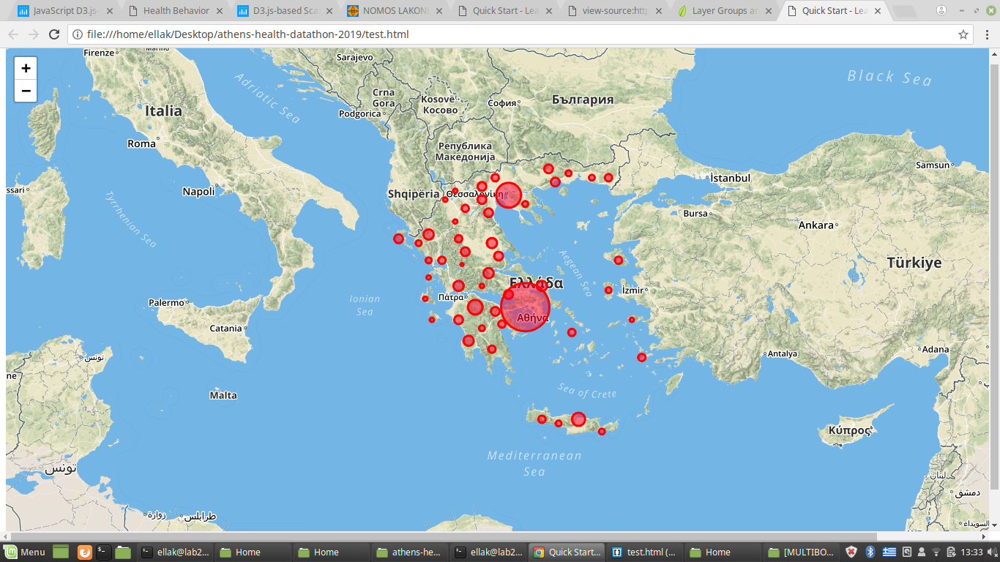 JavaScript D3.js-
Health Behavior
D3.js-based Sca
NOMOS LAKON
Quick Start - Lea
view-source:http
Layer Groups an
Quick Start - Lea
file:///home/ellak/Desktop/athens-health-datathon-2019/test.html
+
−
Firenze
Sarajevo
Adriatic Sea
Black Sea
Crna
Gora
Kosovë
Косово
София
България
Italia
Podgorica
Roma
Република
Македонија
Samsun
İstanbul
Napoli
Shqipëria
Θεσσαλονίκη
ssari
Tyrrhenian Sea
Bursa
Ankara
Aegean Sea
Türkiye
Ελλάδα
İzmir
Palermo
Ionian
Sea
Πάτρα
Αθήνα
Catania
Adana
Antalya
تونس
ne
Sea of Crete
Malta
Κύπρος
Mediterranean
Sea
تونس
لبنان
دمشق
زوارة
طرابلس
السويداء
Menu
ellak@lab2...
Home
Home
athens-he...
ellak@lab2...
Quick Start...
test.html (...
Home
[MULTIBO...
13:33